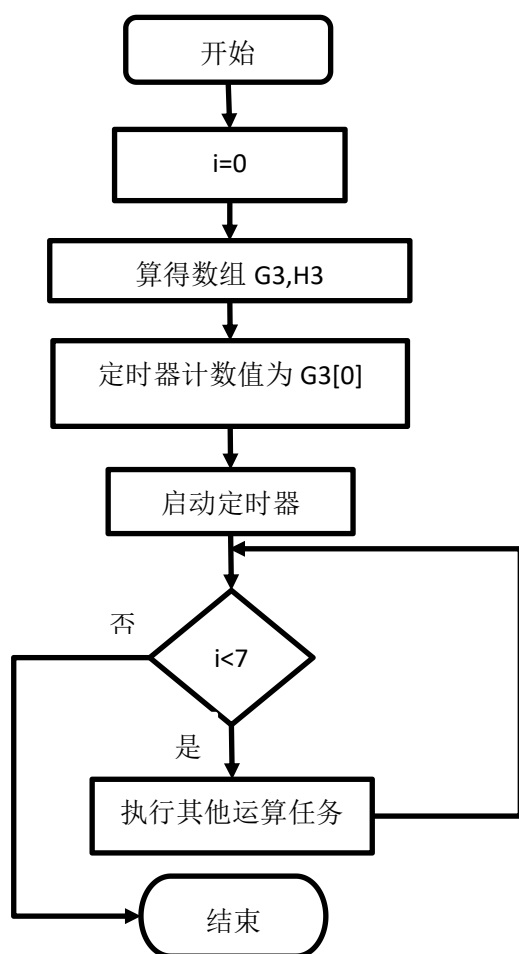 开始
i=0
算得数组 G3,H3
定时器计数值为 G3[0]
启动定时器
否
i<7
是
执行其他运算任务
结束